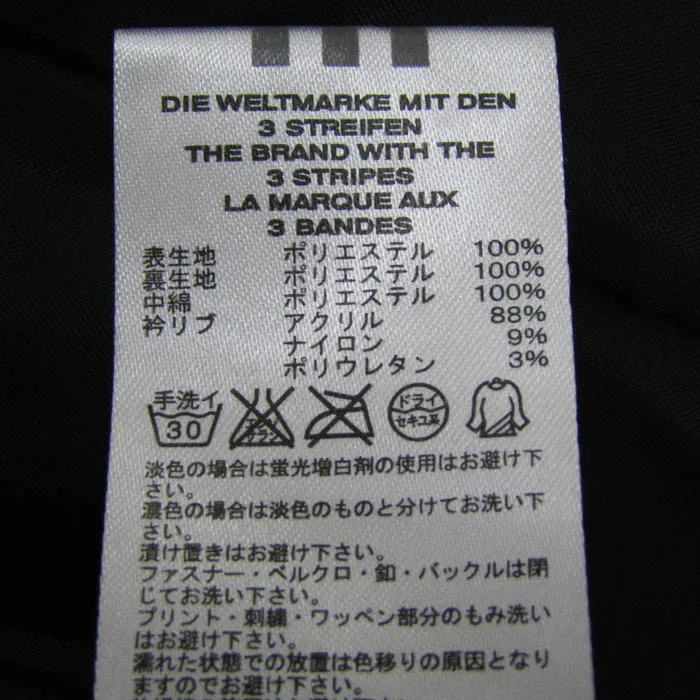 DIE WELTMARKE MIT DEN
3 STREIFEN
THE BRAND WITH THE
3 STRIPES
LA MARQUE AUX
3 BANDES
表生地 ポリエステル 100%
裏生地 ポリエステル 100%
中綿 ポリエステル 100%
衿リブ アクリル 88%
ナイロン 9%
ポリウレタン 3%
手洗イ
30
エンソ
サラシ
ドライ
セキユ系
淡色の場合は蛍光増白剤の使用はお避け下
さい。
濃色の場合は淡色のものと分けてお洗い下
さい。
漬け置きはお避け下さい。
ファスナー・ベルクロ・釦・バックルは閉
じてお洗い下さい。
プリント・刺繍・ワッペン部分のもみ洗い
はお避け下さい。
濡れた状態での放置は色移りの原因となり
ますのでお避け下さい。